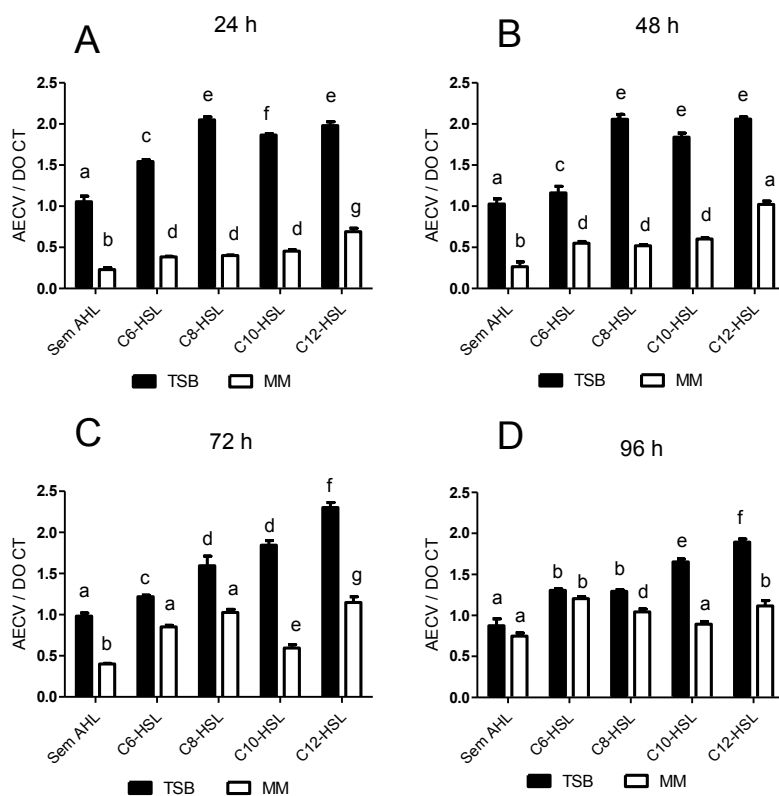 A
24 h
AECV / DO CT
2.5
2.0
1.5
1.0
0.5
0.0
a
b
c
d
e
d
f
d
e
g
Sem AHL
C6-HSL
C8-HSL
C10-HSL
C12-HSL
TSB
MM
B
48 h
AECV / DO CT
2.5
2.0
1.5
1.0
0.5
0.0
a
b
c
d
e
d
e
d
e
a
Sem AHL
C6-HSL
C8-HSL
C10-HSL
C12-HSL
TSB
MM
C
72 h
AECV / DO CT
2.5
2.0
1.5
1.0
0.5
0.0
a
b
c
a
d
a
d
e
f
g
Sem AHL
C6-HSL
C8-HSL
C10-HSL
C12-HSL
TSB
MM
D
96 h
AECV / DO CT
2.5
2.0
1.5
1.0
0.5
0.0
a
a
b
b
b
d
e
a
f
b
Sem AHL
C6-HSL
C8-HSL
C10-HSL
C12-HSL
TSB
MM